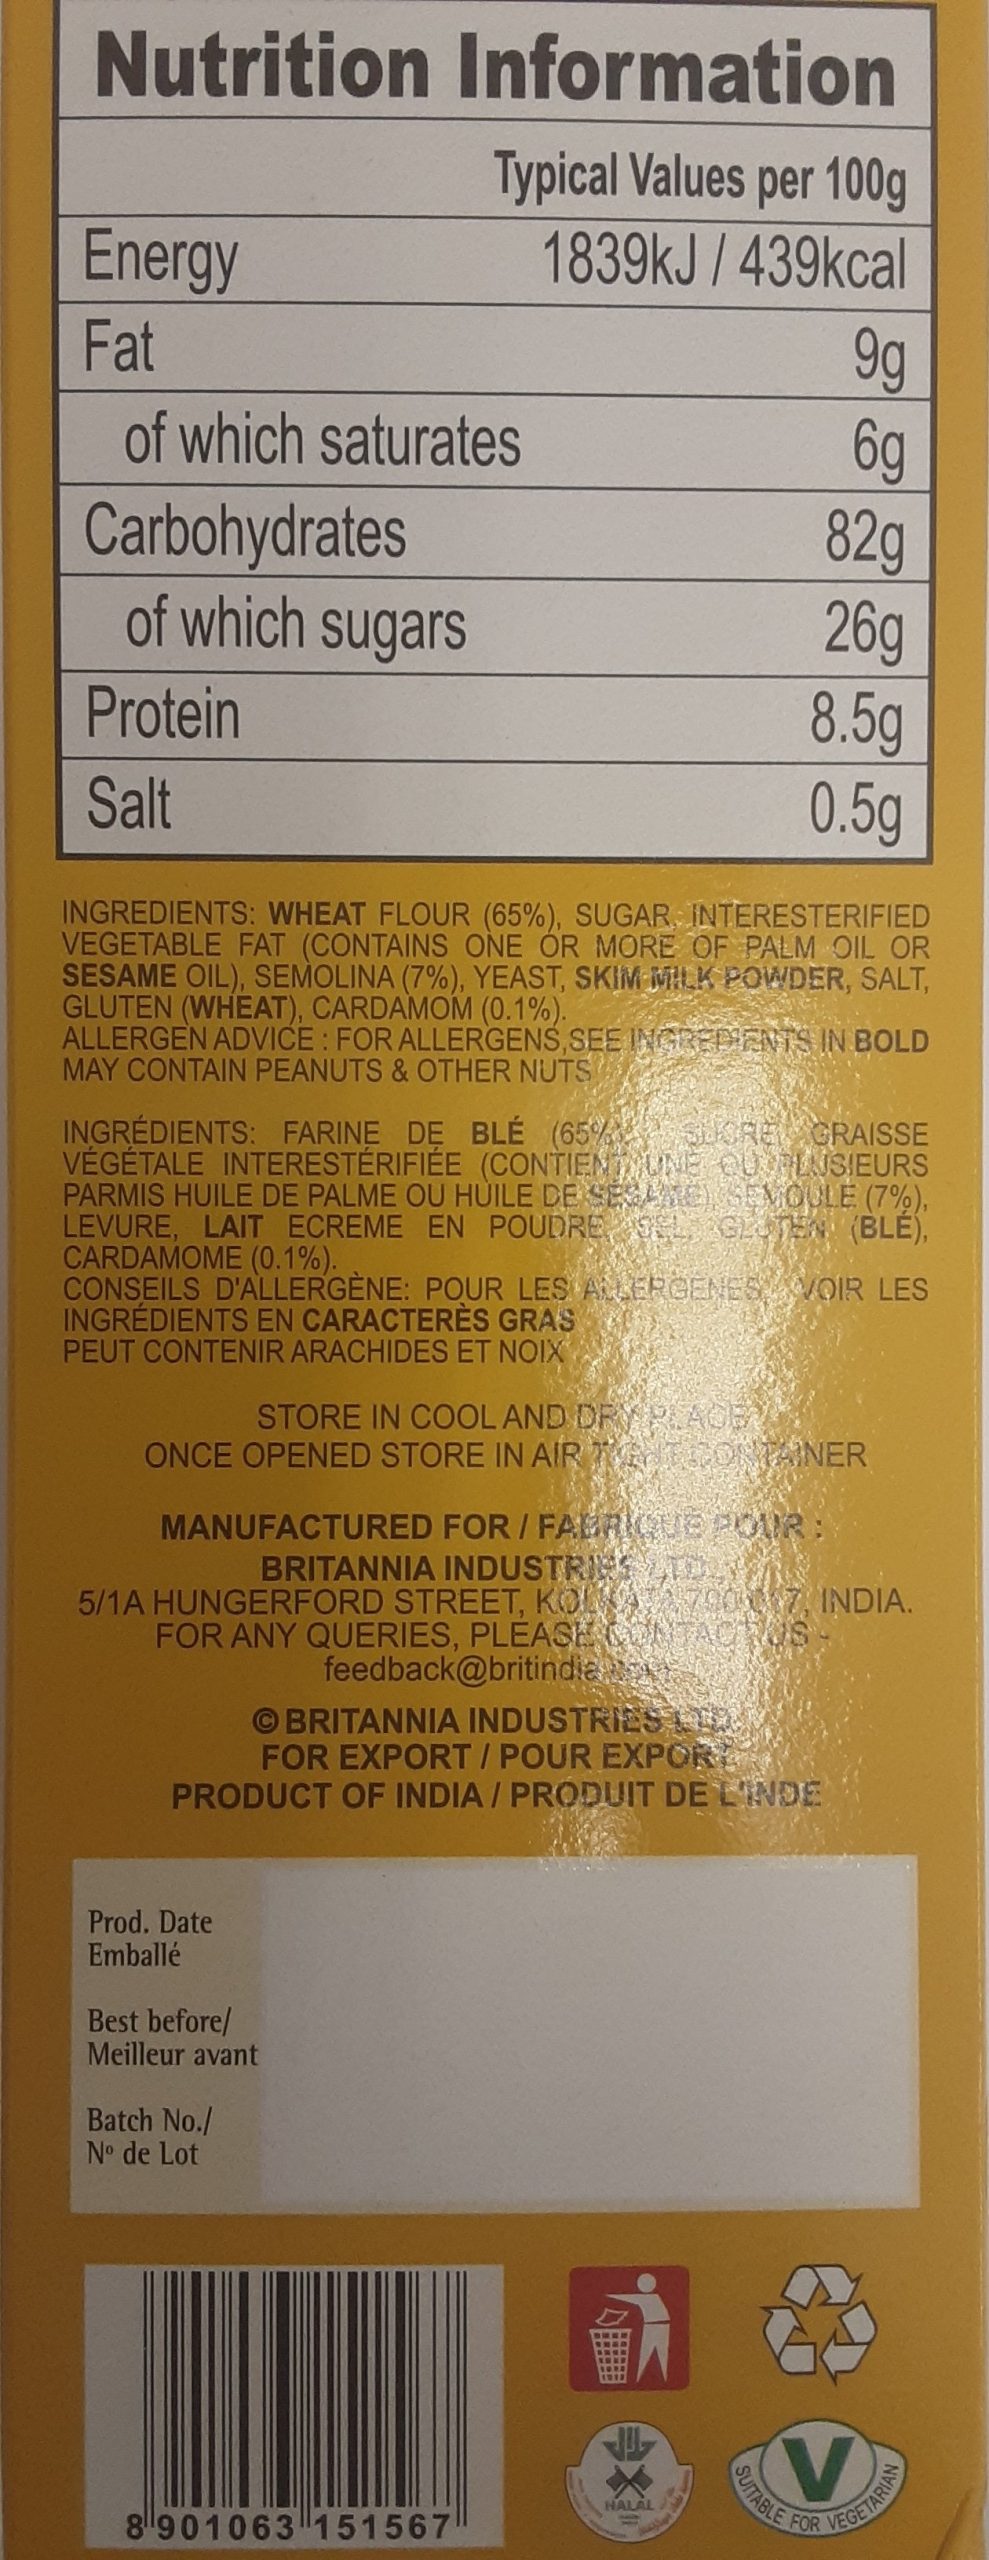 Nutrition Information
Typical Values per 100g
Energy 1839kJ / 439kcal
Fat 9g
of which saturates 6g
Carbohydrates 82g
of which sugars 26g
Protein 8.5g
Salt 0.5g
INGREDIENTS: WHEAT FLOUR (65%), SUGAR, INTERESTERIFIED
VEGETABLE FAT (CONTAINS ONE OR MORE OF PALM OIL OR
SESAME OIL), SEMOLINA (7%), YEAST, SKIM MILK POWDER, SALT,
GLUTEN (WHEAT), CARDAMOM (0.1%).
ALLERGEN ADVICE : FOR ALLERGENS,SEE INGREDIENTS IN BOLD
MAY CONTAIN PEANUTS & OTHER NUTS
INGRÉDIENTS: FARINE DE BLÉ (65%), SUCRE, GRAISSE
VÉGÉTALE INTERESTÉRIFIÉE (CONTIENT UNE OU PLUSIEURS
PARMIS HUILE DE PALME OU HUILE DE SÉSAME), SEMOULE (7%),
LEVURE, LAIT ECREME EN POUDRE, SEL, GLUTEN (BLÉ),
CARDAMOME (0.1%).
CONSEILS D'ALLERGÈNE: POUR LES ALLERGÈNES, VOIR LES
INGRÉDIENTS EN CARACTERÈS GRAS
PEUT CONTENIR ARACHIDES ET NOIX
STORE IN COOL AND DRY PLACE
ONCE OPENED STORE IN AIR TIGHT CONTAINER
MANUFACTURED FOR / FABRIQUÉ POUR :
BRITANNIA INDUSTRIES LTD.,
5/1A HUNGERFORD STREET, KOLKATA 700 017, INDIA.
FOR ANY QUERIES, PLEASE CONTACT US -
feedback@britindia.com
© BRITANNIA INDUSTRIES LTD.
FOR EXPORT / POUR EXPORT
PRODUCT OF INDIA / PRODUIT DE L'INDE
Prod. Date
Emballé
Best before/
Meilleur avant
Batch No./
Nº de Lot
8 901063 151567
HALAL
V
SUITABLE FOR VEGETARIAN